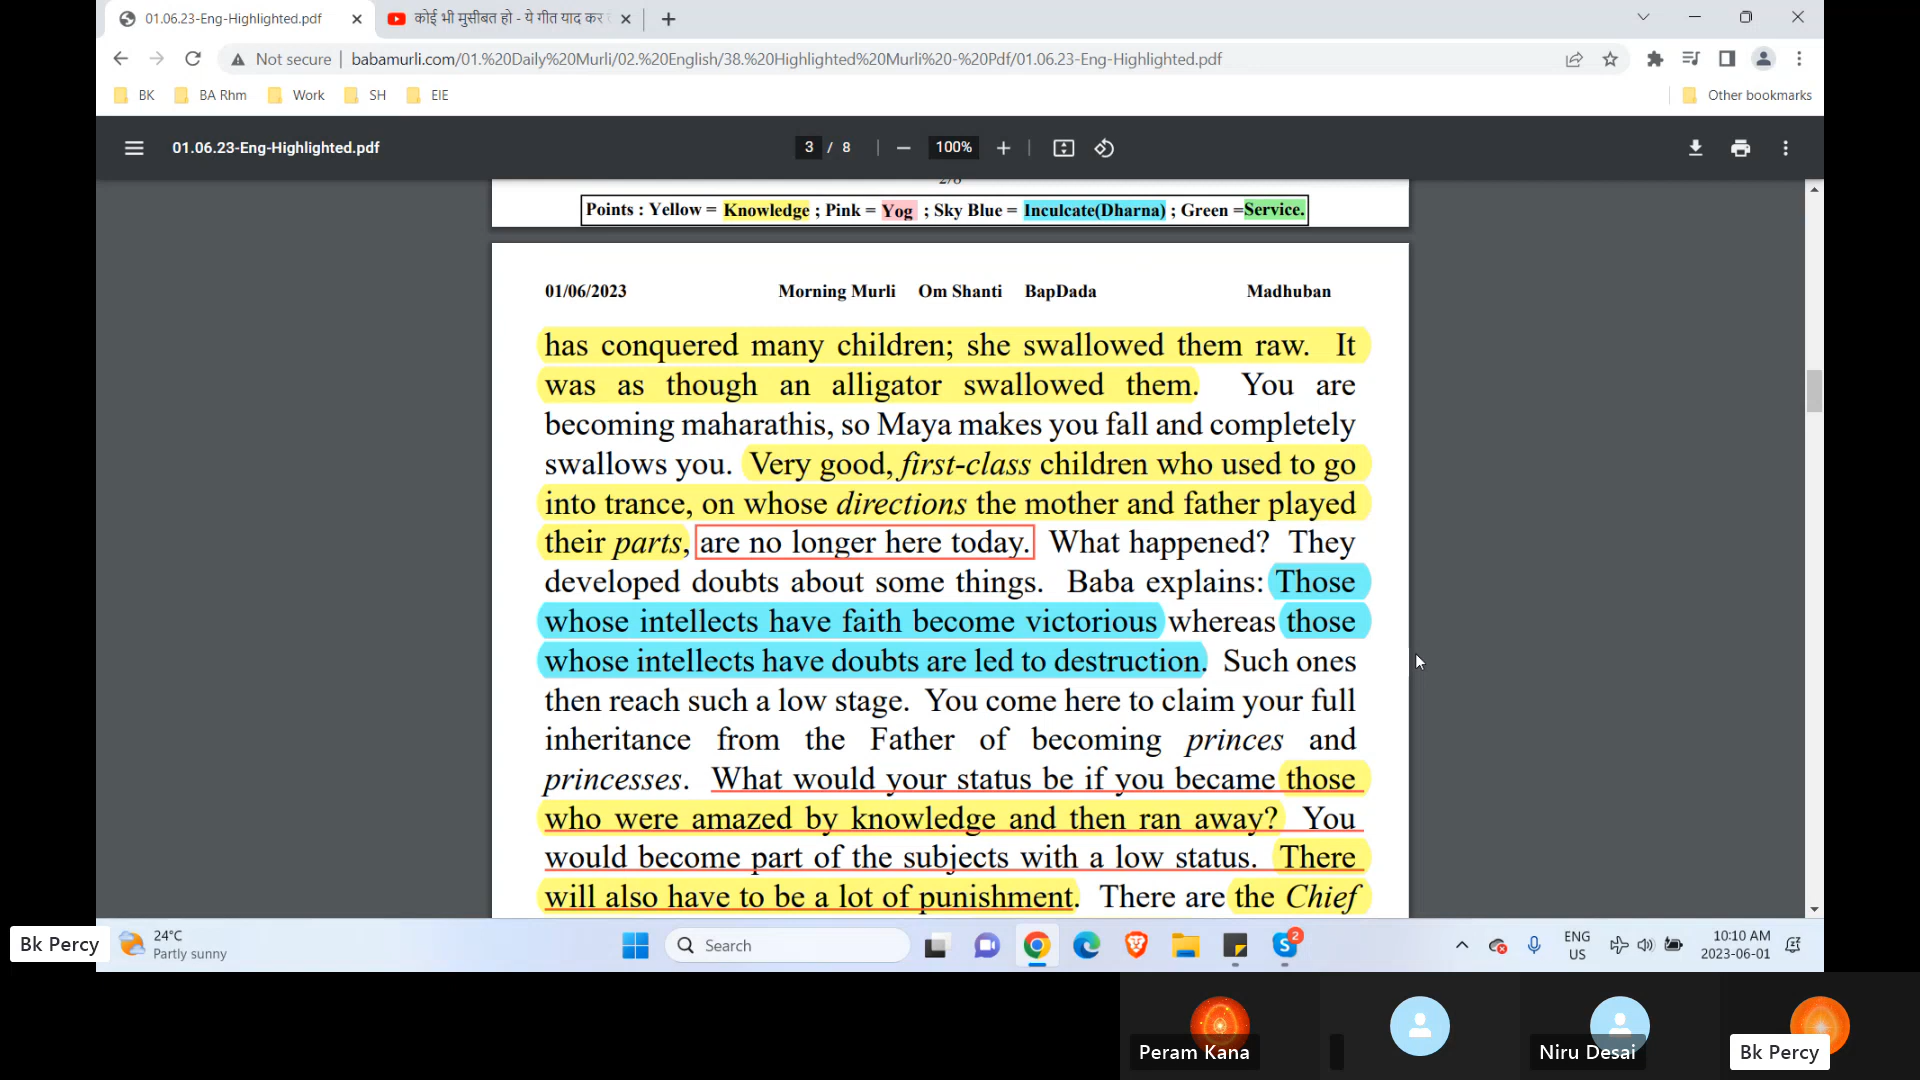 01.06.23-Eng-Highlighted.pdf
कोई भी मुसीबत हो - ये गीत याद कर
Not secure
babamurli.com/01.%20Daily%20Murli/02.%20English/38.%20Highlighted%20Murli%20-%20Pdf/01.06.23-Eng-Highlighted.pdf
BK BA Rhm Work SH EIE Other bookmarks
01.06.23-Eng-Highlighted.pdf 3 / 8 100%
Points : Yellow = Knowledge ; Pink = Yog ; Sky Blue = Inculcate(Dharna) ; Green =Service.
01/06/2023 Morning Murli Om Shanti BapDada Madhuban
has conquered many children; she swallowed them raw. It
was as though an alligator swallowed them. You are
becoming maharathis, so Maya makes you fall and completely
swallows you. Very good, first-class children who used to go
into trance, on whose directions the mother and father played
their parts, are no longer here today. What happened? They
developed doubts about some things. Baba explains: Those
whose intellects have faith become victorious whereas those
whose intellects have doubts are led to destruction. Such ones
then reach such a low stage. You come here to claim your full
inheritance from the Father of becoming princes and
princesses. What would your status be if you became those
who were amazed by knowledge and then ran away? You
would become part of the subjects with a low status. There
will also have to be a lot of punishment. There are the Chief
Bk Percy
24°C
Partly sunny
Search
S 2
ENG
US
10:10 AM
2023-06-01
Peram Kana
Niru Desai
Bk Percy